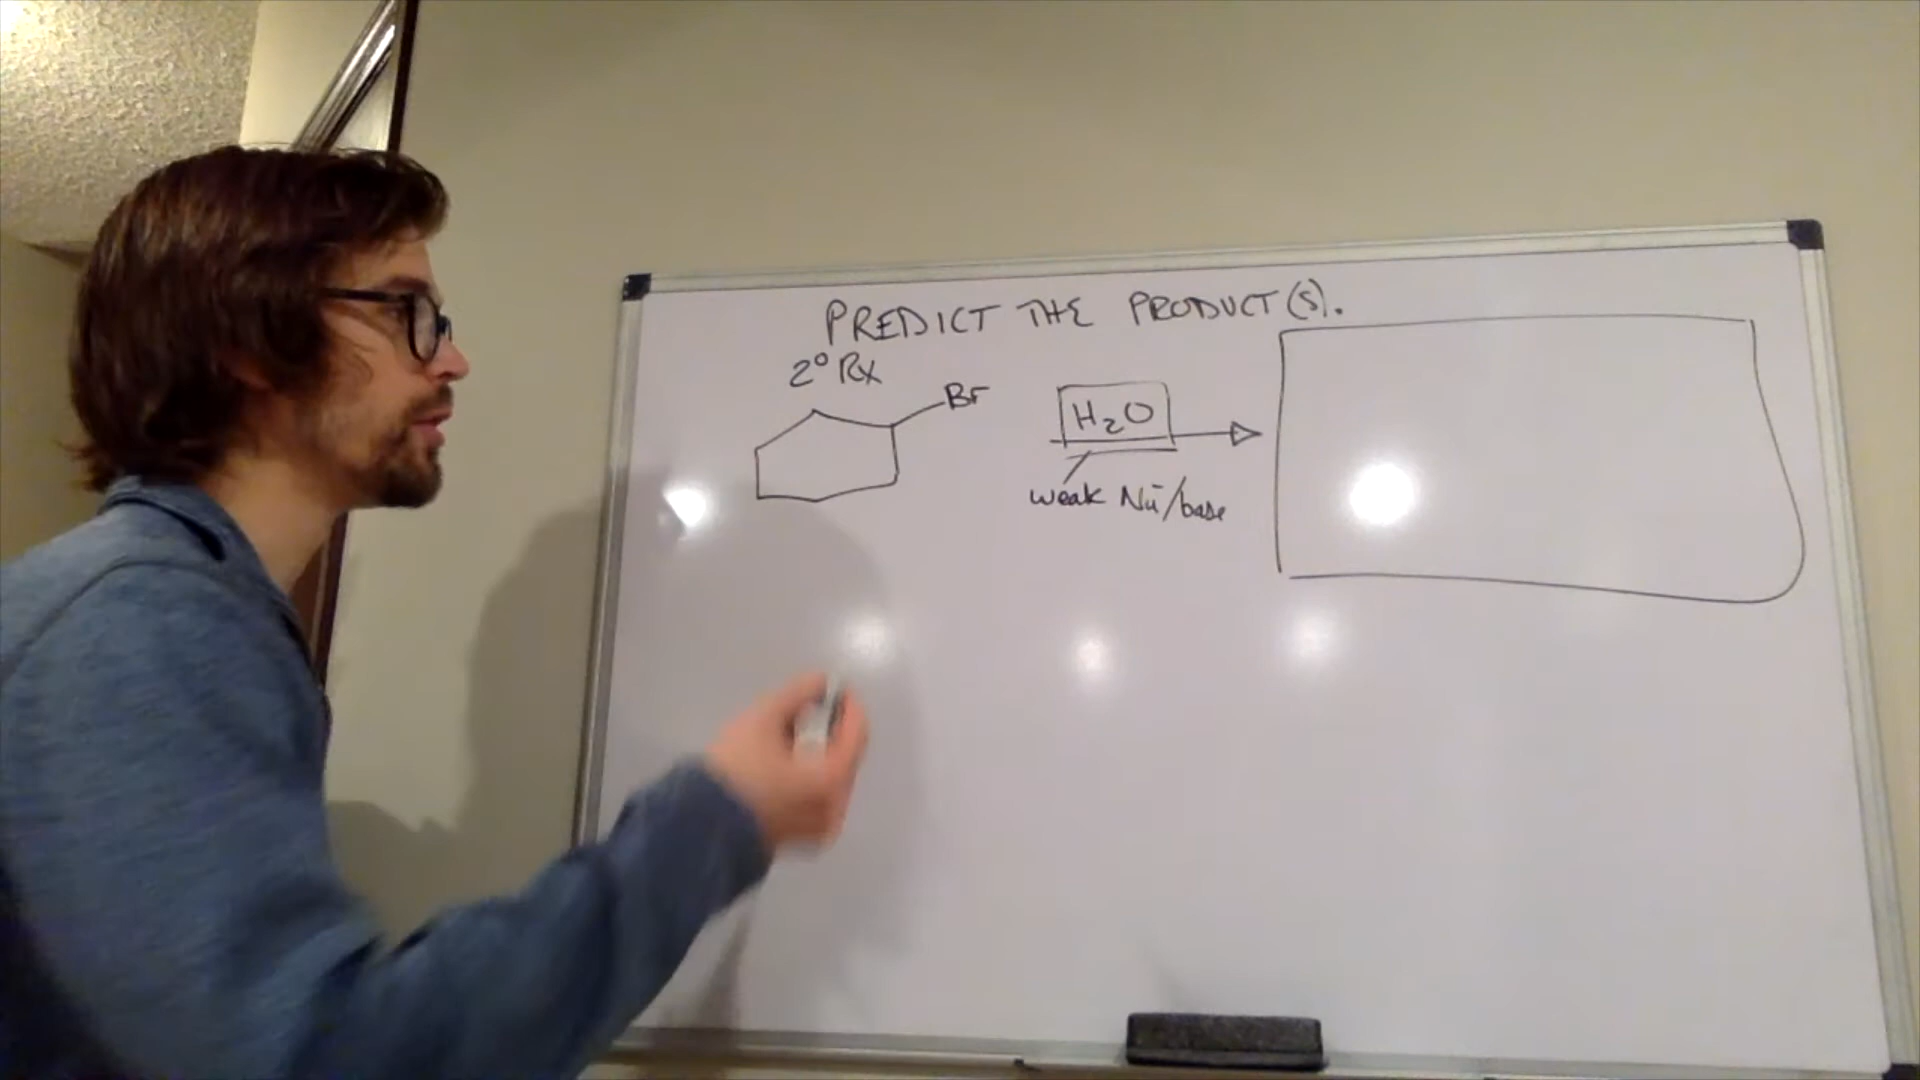 PREDICT THE PRODUCT(S).
2° RX
Br
H₂O
weak Nu/base